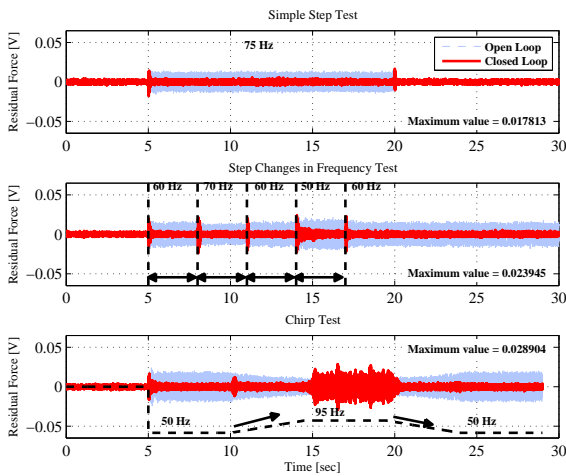 Simple Step Test
Residual Force [V]
0.05
0
−0.05
75 Hz
Open Loop
Closed Loop
Maximum value = 0.017813
0 5 10 15 20 25 30
Step Changes in Frequency Test
Residual Force [V]
0.05
0
−0.05
60 Hz 70 Hz 60 Hz 50 Hz 60 Hz
Maximum value = 0.023945
0 5 10 15 20 25 30
Chirp Test
Residual Force [V]
0.05
0
−0.05
Maximum value = 0.028904
50 Hz 95 Hz 50 Hz
0 5 10 15 20 25 30
Time [sec]